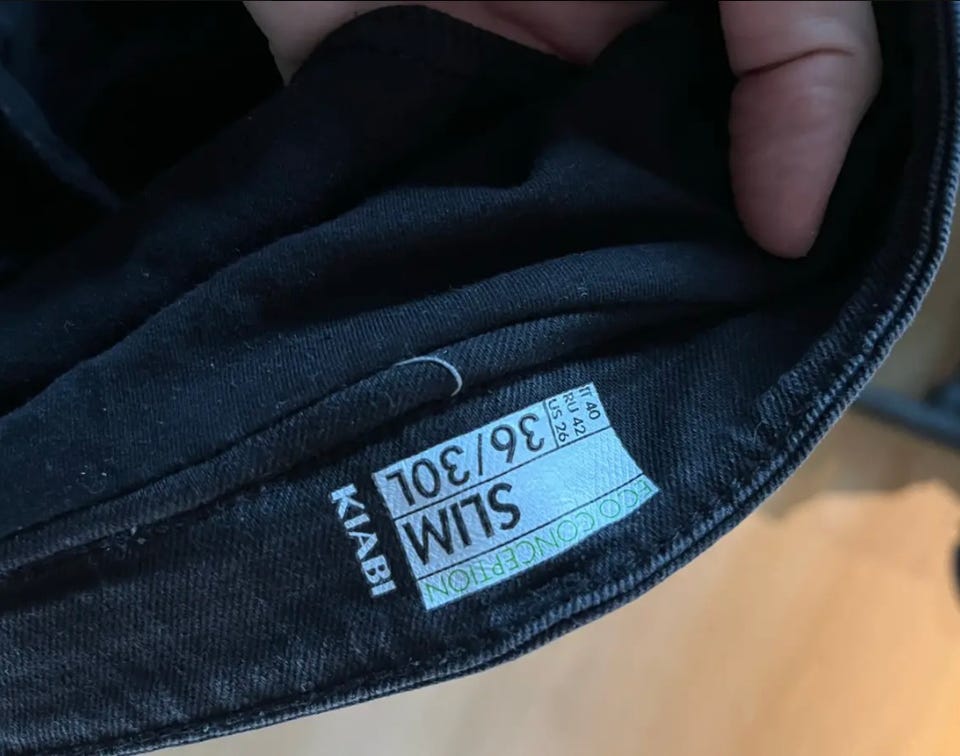 KIABI
ECO CONCEPTION
SLIM
36/30L
US 26
RU 42
IT 40